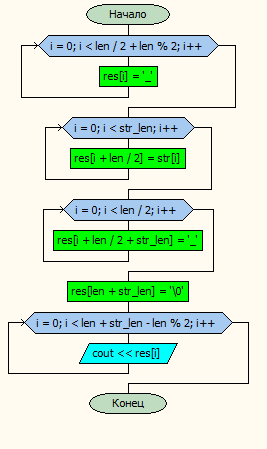 Начало
i = 0; i < len / 2 + len % 2; i++
res[i] = '_'
i = 0; i < str_len; i++
res[i + len / 2] = str[i]
i = 0; i < len / 2; i++
res[i + len / 2 + str_len] = '_'
res[len + str_len] = '\0'
i = 0; i < len + str_len - len % 2; i++
cout << res[i]
Конец